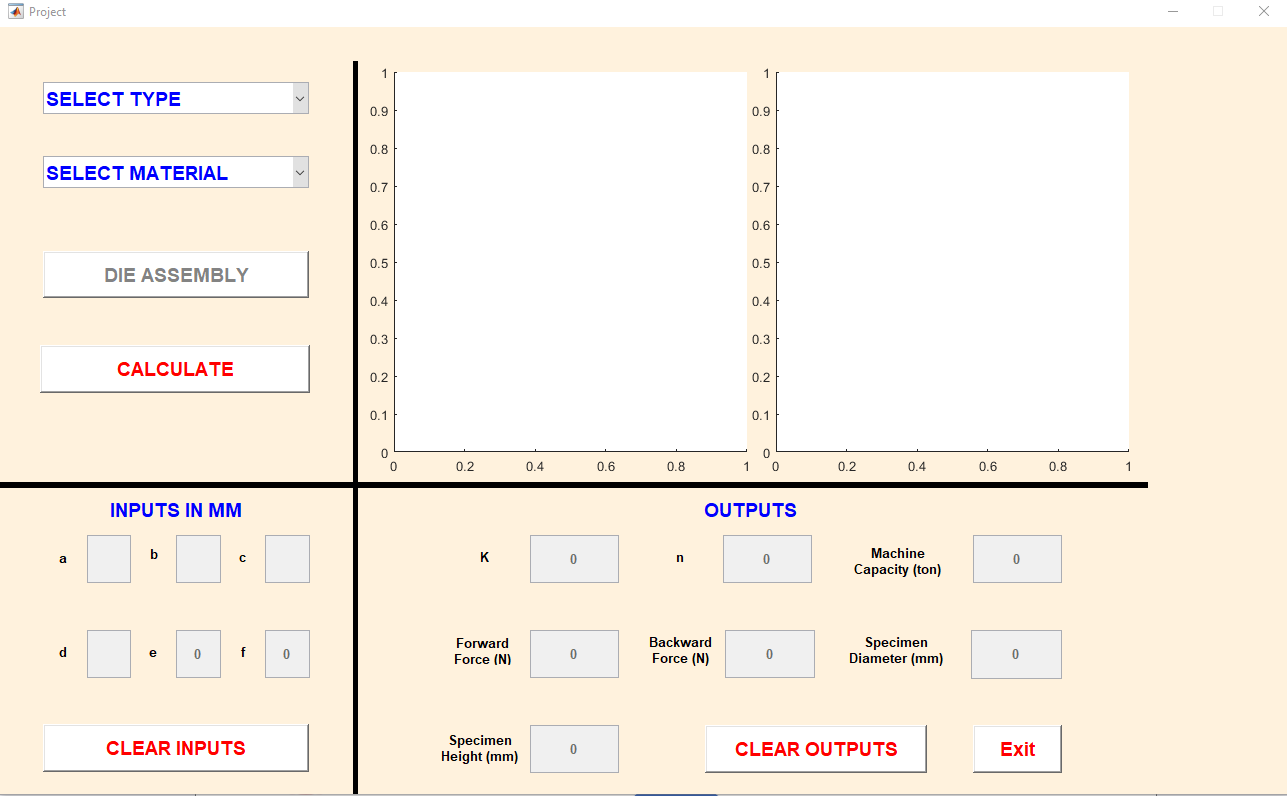 Project
SELECT TYPE
SELECT MATERIAL
DIE ASSEMBLY
CALCULATE
1
0.9
0.8
0.7
0.6
0.5
0.4
0.3
0.2
0.1
0
0 0.2 0.4 0.6 0.8 1
1
0.9
0.8
0.7
0.6
0.5
0.4
0.3
0.2
0.1
0
0 0.2 0.4 0.6 0.8 1
INPUTS IN MM
a b c
d e 0 f 0
CLEAR INPUTS
OUTPUTS
K 0 n 0 Machine
Capacity (ton) 0
Forward
Force (N) 0
Backward
Force (N) 0
Specimen
Diameter (mm) 0
Specimen
Height (mm) 0
CLEAR OUTPUTS
Exit